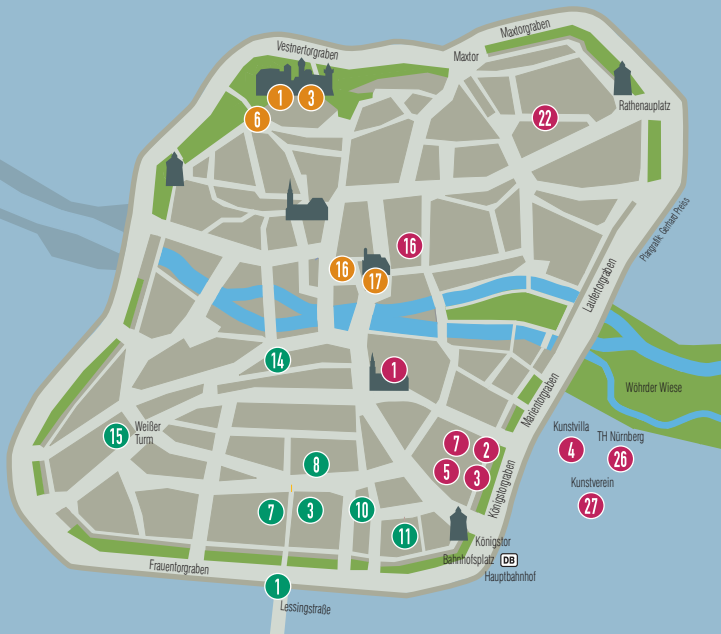 Maxtorgraben
Vestnertorgraben
Maxtor
Rathenauplatz
1
3
6
22
Plangrafik: Gerhard Preiss
16
16
17
Laufertorgraben
14
1
Wöhrder Wiese
Marientorgraben
15
Weißer
Turm
7
2
Kunstvilla
4
TH Nürnberg
26
8
5
3
Königstorgraben
Kunstverein
27
7
3
10
11
Königstor
Bahnhofsplatz
DB
Hauptbahnhof
Frauentorgraben
1
Lessingstraße